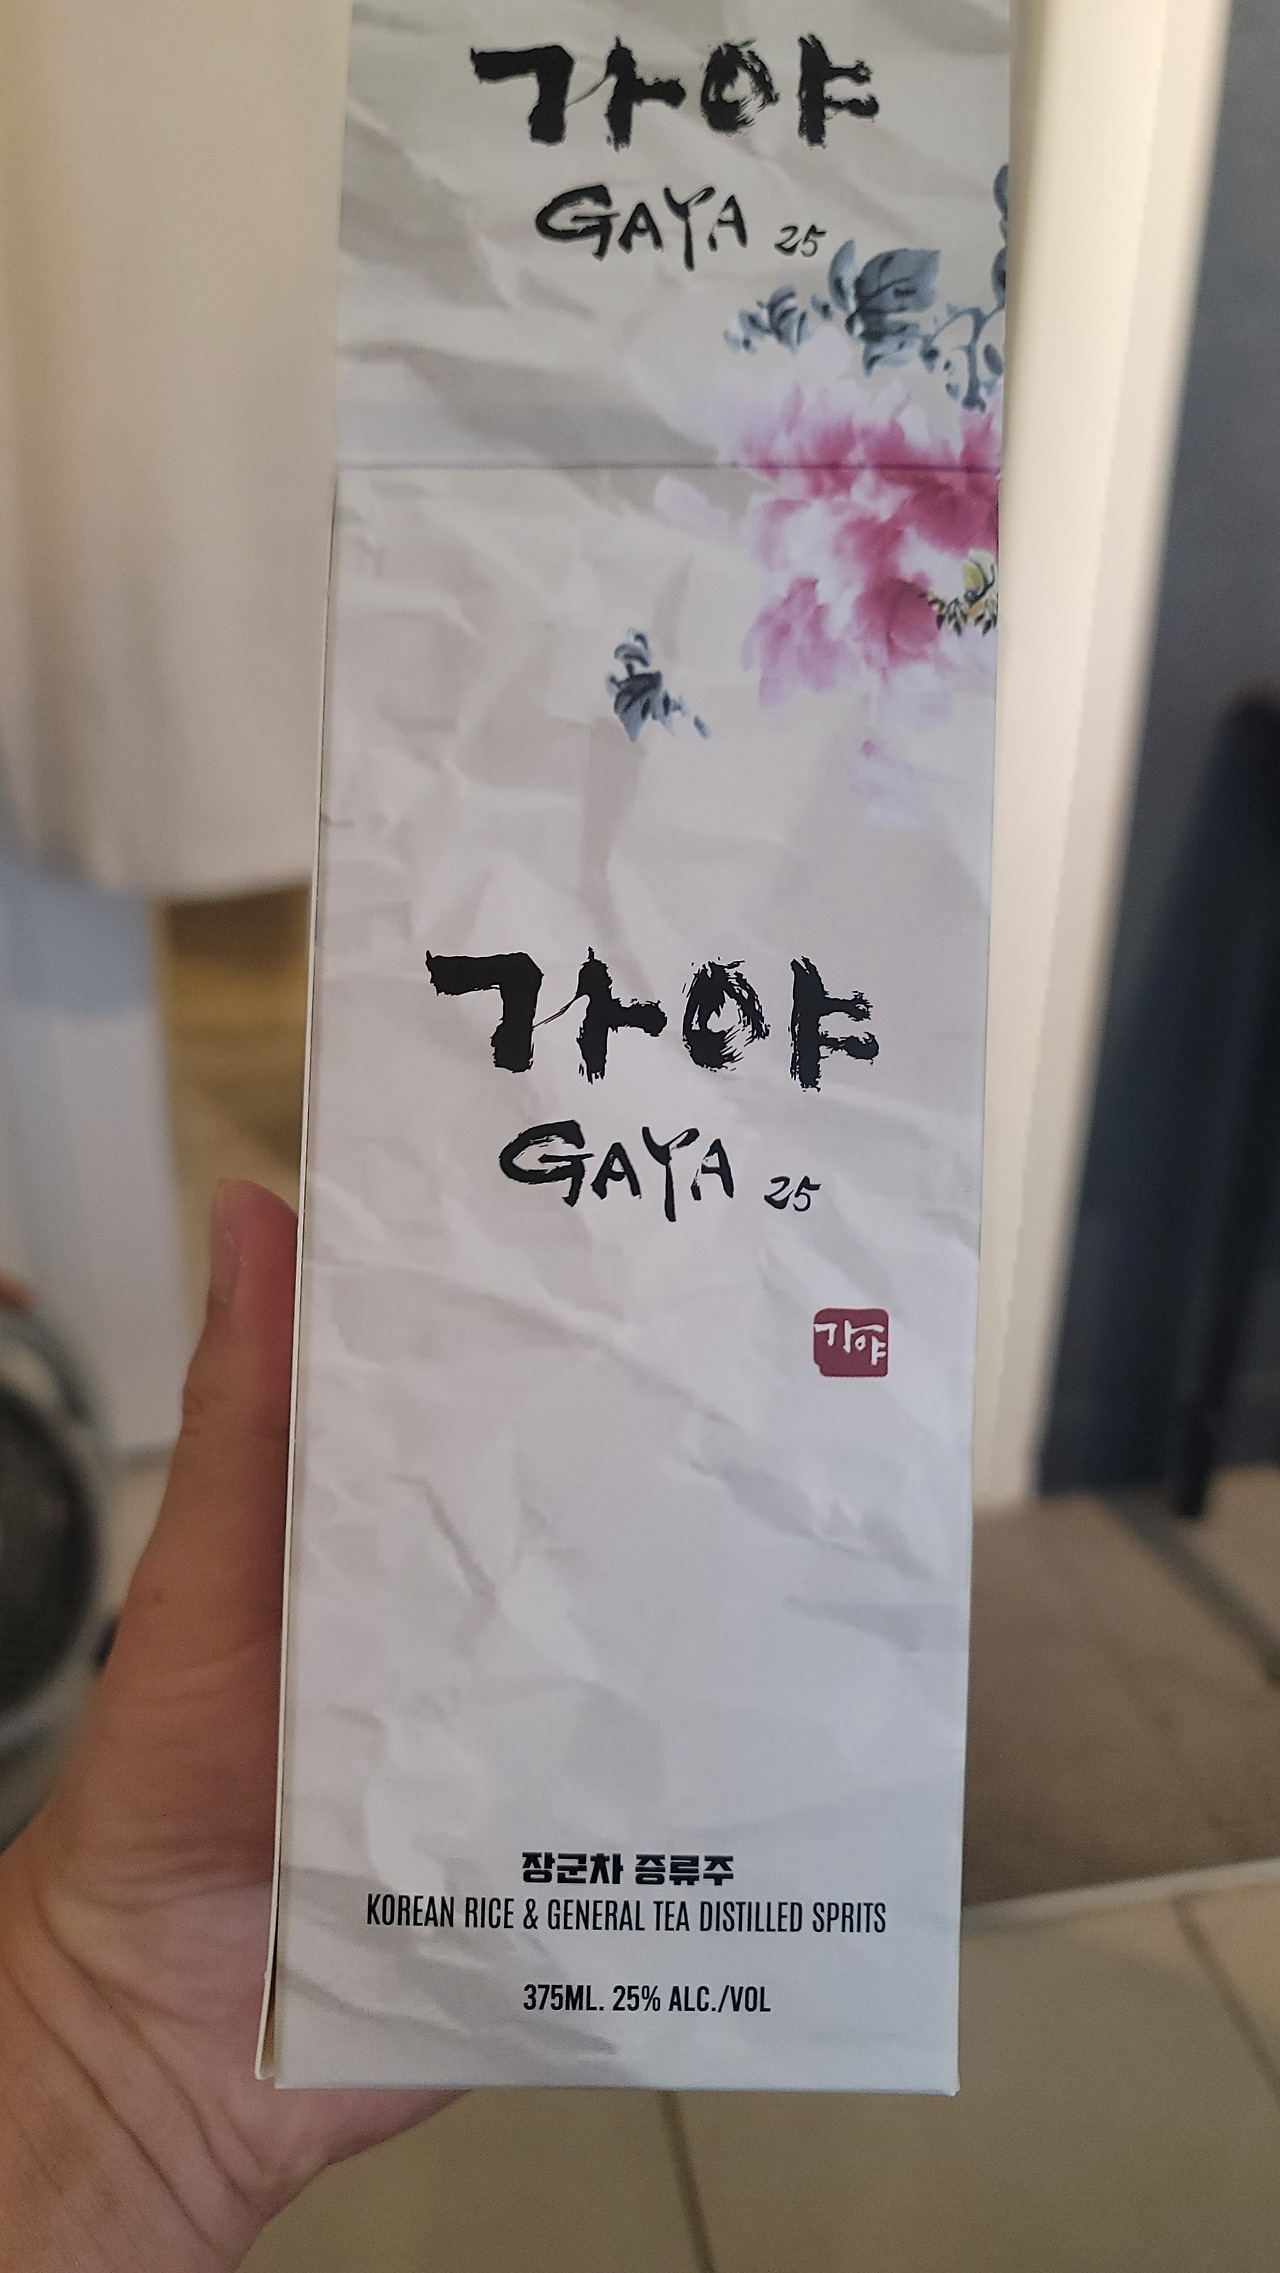 가야
GAYA 25
가야
GAYA 25
가야
장군차 증류주
KOREAN RICE & GENERAL TEA DISTILLED SPRITS
375ML. 25% ALC./VOL